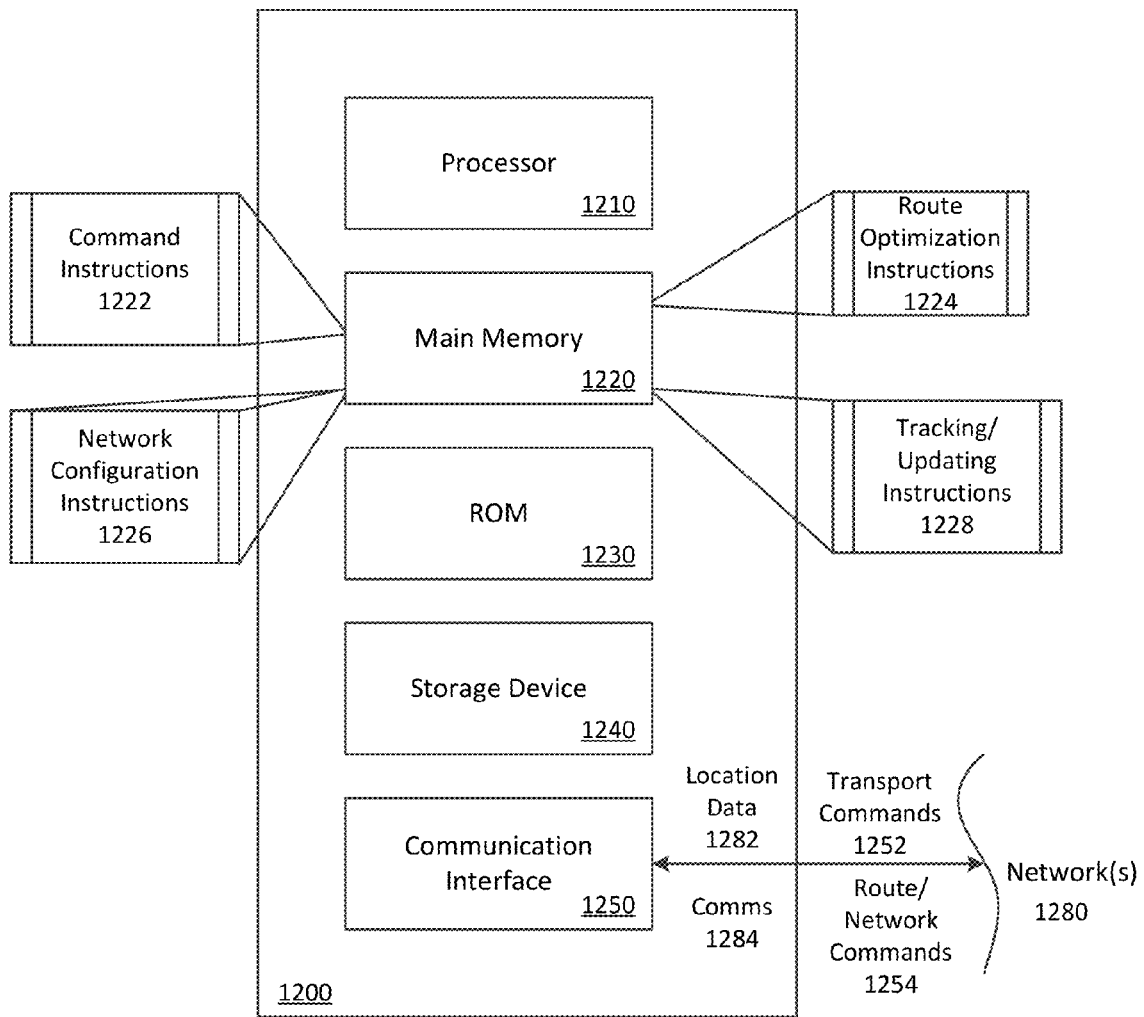 Processor
1210
Command
Instructions
1222
Route
Optimization
Instructions
1224
Main Memory
1220
Network
Configuration
Instructions
1226
Tracking/
Updating
Instructions
1228
ROM
1230
Storage Device
1240
Communication
Interface
1250
Location
Data
1282
Transport
Commands
1252
Comms
1284
Route/
Network
Commands
1254
Network(s)
1280
1200